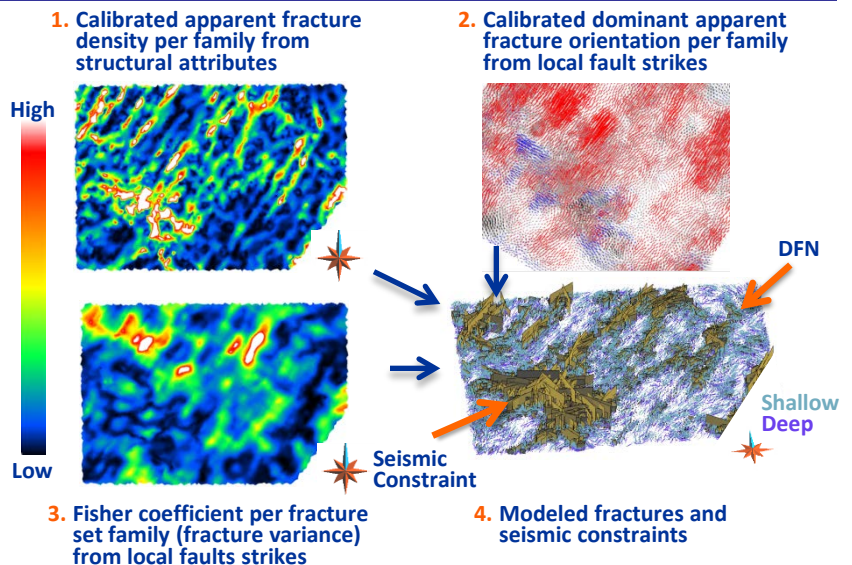 1. Calibrated apparent fracture
density per family from
structural attributes
2. Calibrated dominant apparent
fracture orientation per family
from local fault strikes
High
Low
DFN
Shallow
Deep
Seismic
Constraint
3. Fisher coefficient per fracture
set family (fracture variance)
from local faults strikes
4. Modeled fractures and
seismic constraints